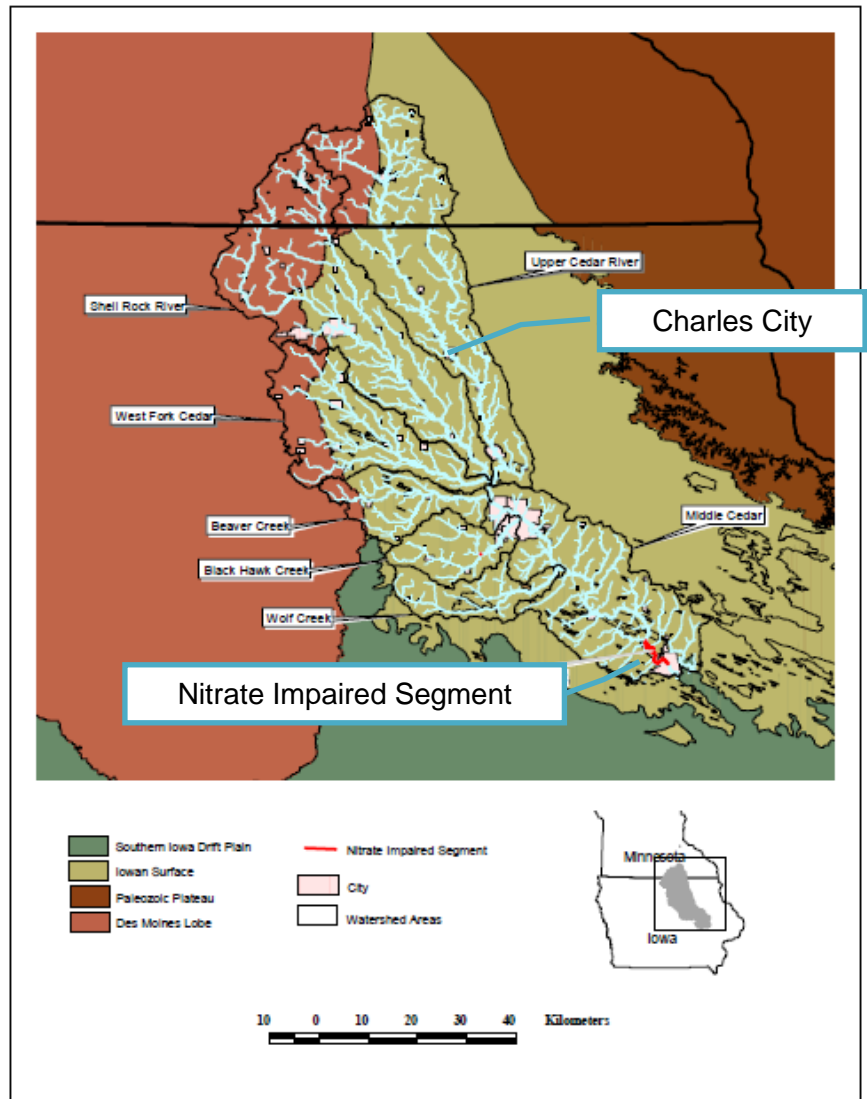 Upper Cedar River
Shell Rock River
Charles City
West Fork Cedar
Beaver Creek
Middle Cedar
Black Hawk Creek
Wolf Creek
Nitrate Impaired Segment
Southern Iowa Drift Plain
Iowan Surface
Paleozoic Plateau
Des Moines Lobe
Nitrate Impaired Segment
City
Watershed Areas
Minnesota
Iowa
10 0 10 20 30 40 Kilometers